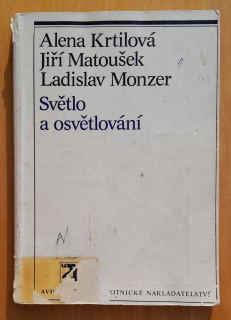 Alena Krtilová
Jiří Matoušek
Ladislav Monzer
Světlo
a osvětlování
N
NAKLADATELSTVÍ